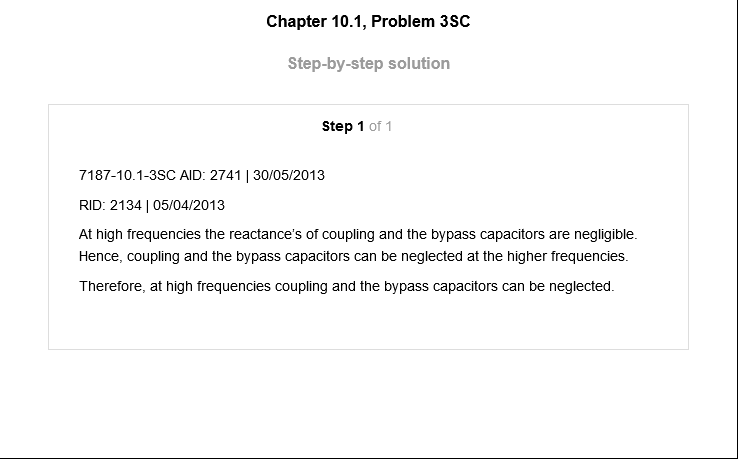 Chapter 10.1, Problem 3SC
Step-by-step solution
Step 1 of 1
7187-10.1-3SC AID: 2741 | 30/05/2013
RID: 2134 | 05/04/2013
At high frequencies the reactance’s of coupling and the bypass capacitors are negligible.
Hence, coupling and the bypass capacitors can be neglected at the higher frequencies.
Therefore, at high frequencies coupling and the bypass capacitors can be neglected.